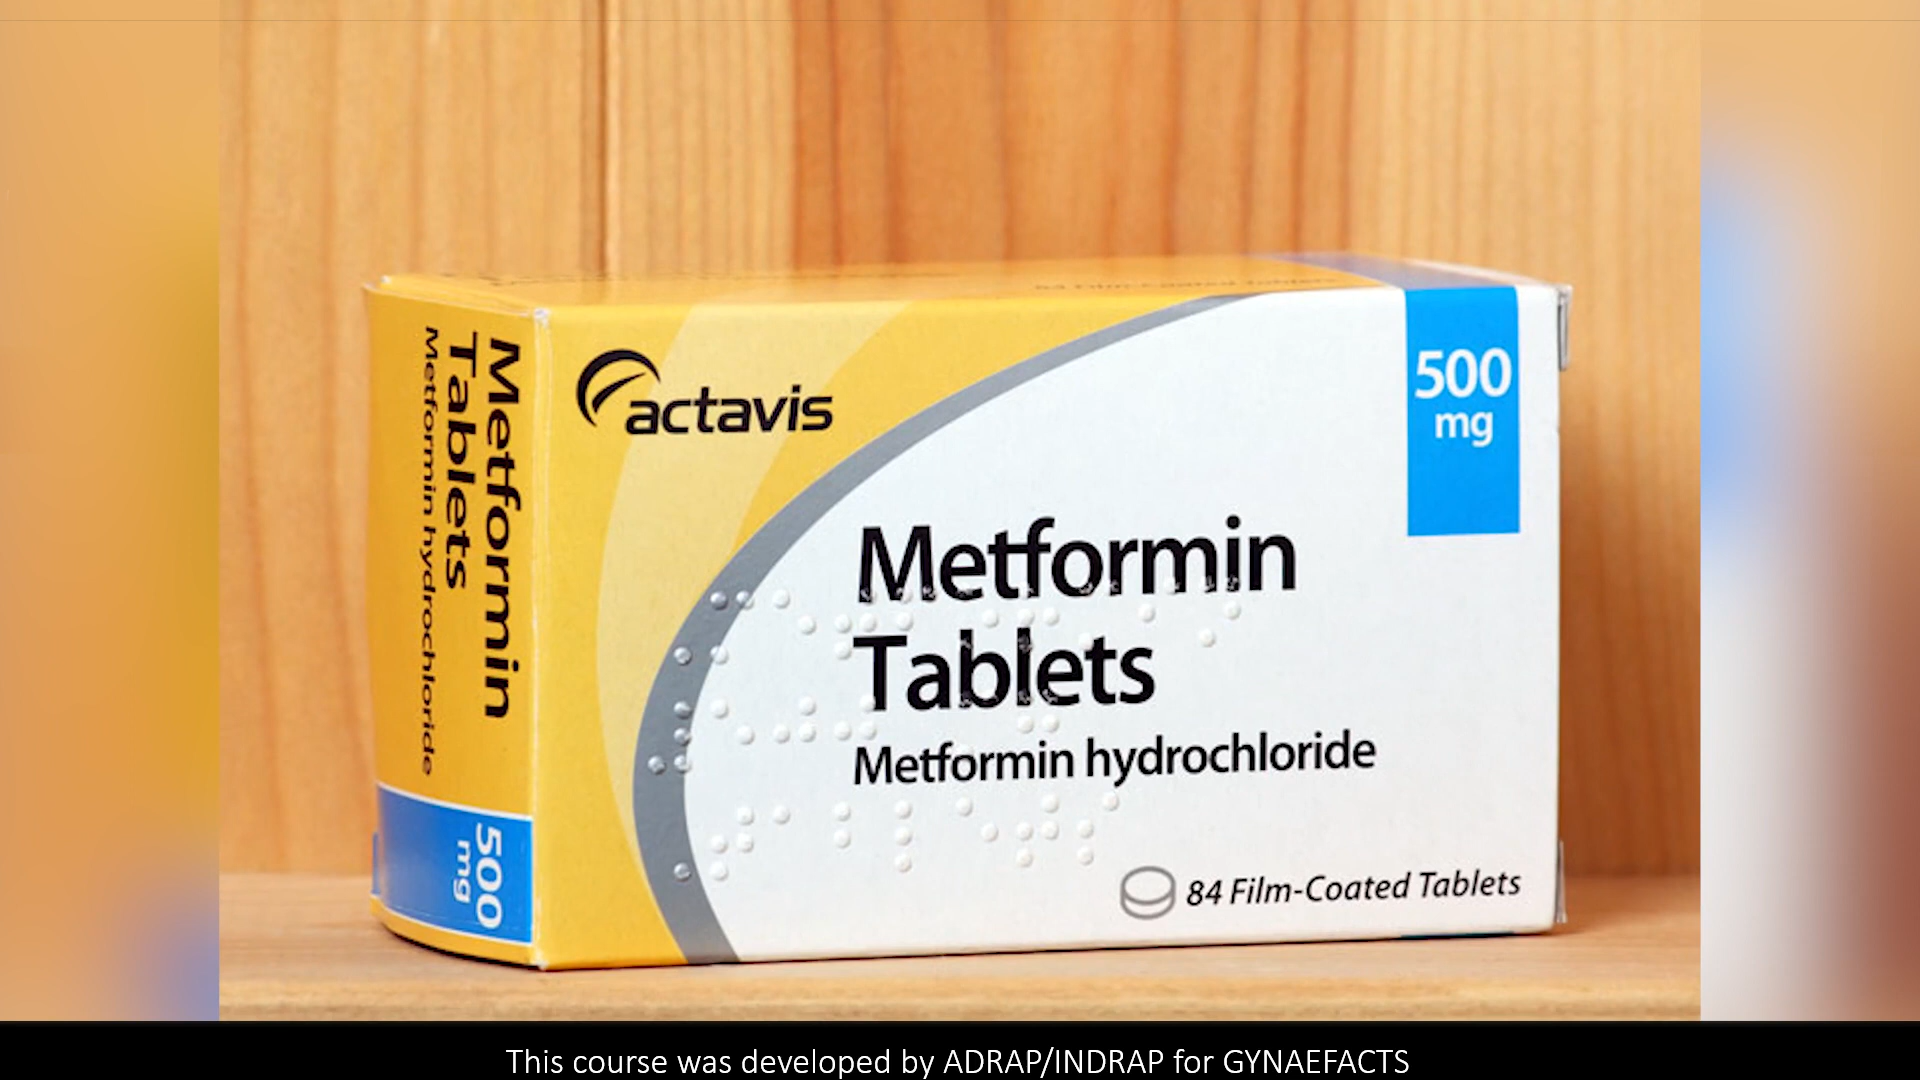 Metformin
Tablets
Metformin hydrochloride
500
mg
actavis
500
mg
Metformin
Tablets
Metformin hydrochloride
84 Film-Coated Tablets
This course was developed by ADRAP/INDRAP for GYNAEFACTS